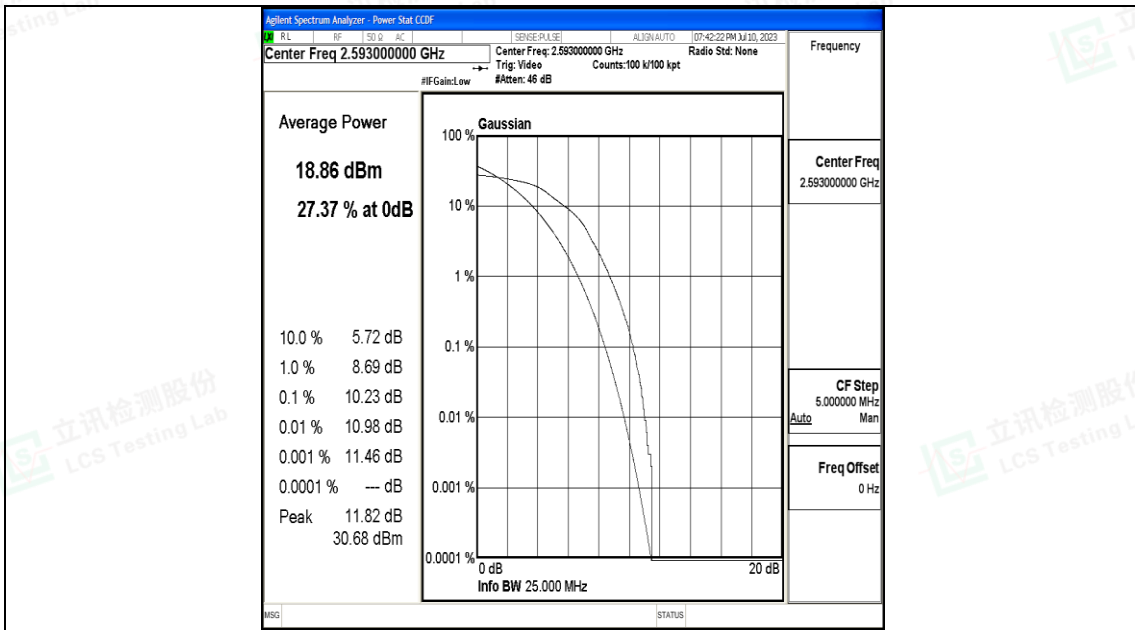 Agilent Spectrum Analyzer - Power Stat CCDF
RL RF 50 Ω AC SENSE:PULSE ALIGN AUTO 07:42:22 PM Jul 10, 2023
Center Freq 2.593000000 GHz
Center Freq: 2.593000000 GHz Radio Std: None
Trig: Video Counts:100 k/100 kpt
#IFGain:Low #Atten: 46 dB
Frequency
Average Power
18.86 dBm
27.37 % at 0dB
10.0 % 5.72 dB
1.0 % 8.69 dB
0.1 % 10.23 dB
0.01 % 10.98 dB
0.001 % 11.46 dB
0.0001 % --- dB
Peak 11.82 dB
30.68 dBm
Gaussian
100 %
10 %
1 %
0.1 %
0.01 %
0.001 %
0.0001 %
0 dB 20 dB
Info BW 25.000 MHz
Center Freq
2.593000000 GHz
CF Step
5.000000 MHz
Auto Man
Freq Offset
0 Hz
MSG STATUS
立讯检测股份
LCS Testing Lab
立讯检测股份
LCS Testing L